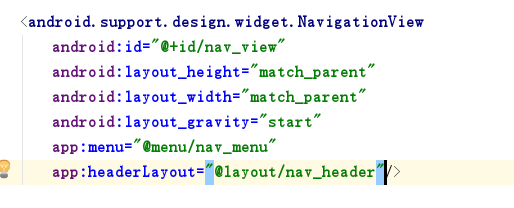 <android.support.design.widget.NavigationView
android:id="@+id/nav_view"
android:layout_height="match_parent"
android:layout_width="match_parent"
android:layout_gravity="start"
app:menu="@menu/nav_menu"
app:headerLayout="@layout/nav_header"/>